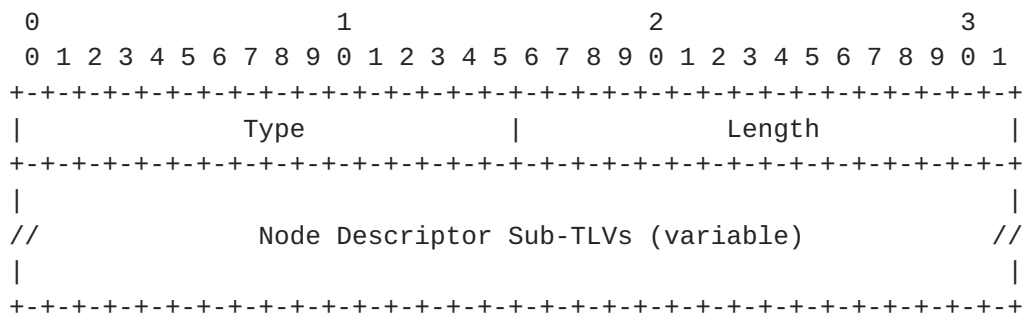 0                   1                   2                   3
 0 1 2 3 4 5 6 7 8 9 0 1 2 3 4 5 6 7 8 9 0 1 2 3 4 5 6 7 8 9 0 1
+-+-+-+-+-+-+-+-+-+-+-+-+-+-+-+-+-+-+-+-+-+-+-+-+-+-+-+-+-+-+-+-+
|              Type             |             Length            |
+-+-+-+-+-+-+-+-+-+-+-+-+-+-+-+-+-+-+-+-+-+-+-+-+-+-+-+-+-+-+-+-+
|                                                               |
//              Node Descriptor Sub-TLVs (variable)            //
|                                                               |
+-+-+-+-+-+-+-+-+-+-+-+-+-+-+-+-+-+-+-+-+-+-+-+-+-+-+-+-+-+-+-+-+